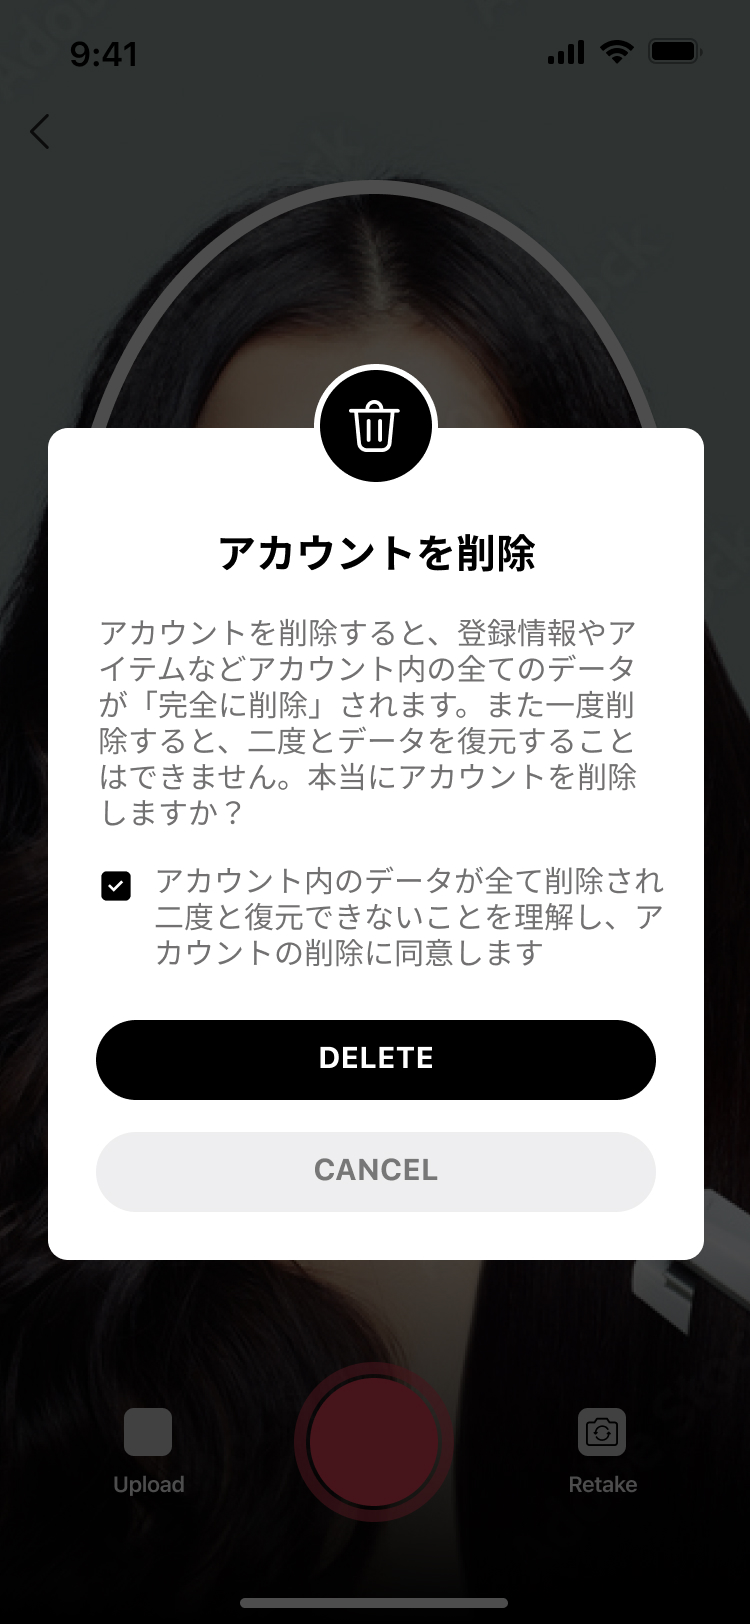 9:41
アカウントを削除
アカウントを削除すると、登録情報やア
イテムなどアカウント内の全てのデータ
が「完全に削除」されます。また一度削
除すると、二度とデータを復元すること
はできません。本当にアカウントを削除
しますか？
アカウント内のデータが全て削除され
二度と復元できないことを理解し、ア
カウントの削除に同意します
DELETE
CANCEL
Upload
Retake